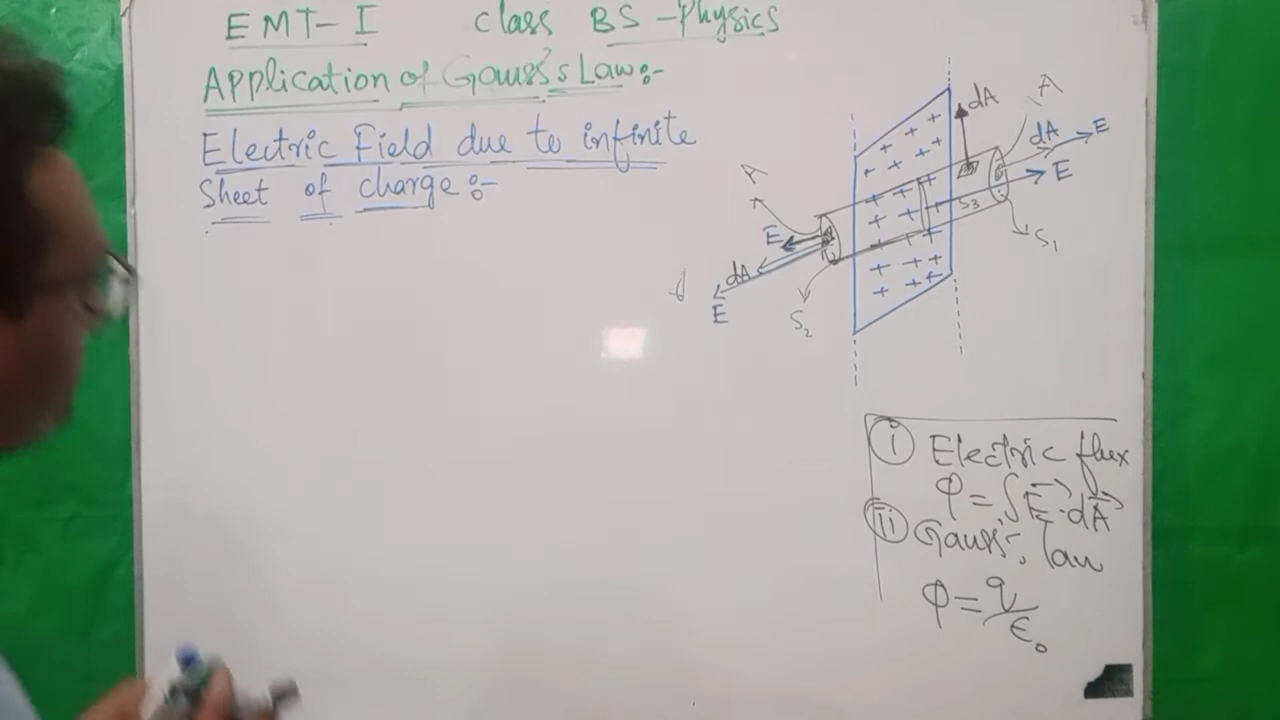 EMT-I class BS-Physics
Application of Gauss's Law:-
Electric Field due to infinite
Sheet of charge:-
dA
A
dA
E
E
S3
S1
A
E
dA
E
S2
+ +
+ + +
+ + +
+ + +
+ + +
+ + +
+ + +
+ + +
(i) Electric flux
φ = ∫E⃗·dA⃗
(ii) Gauss's law
φ = q/ε₀